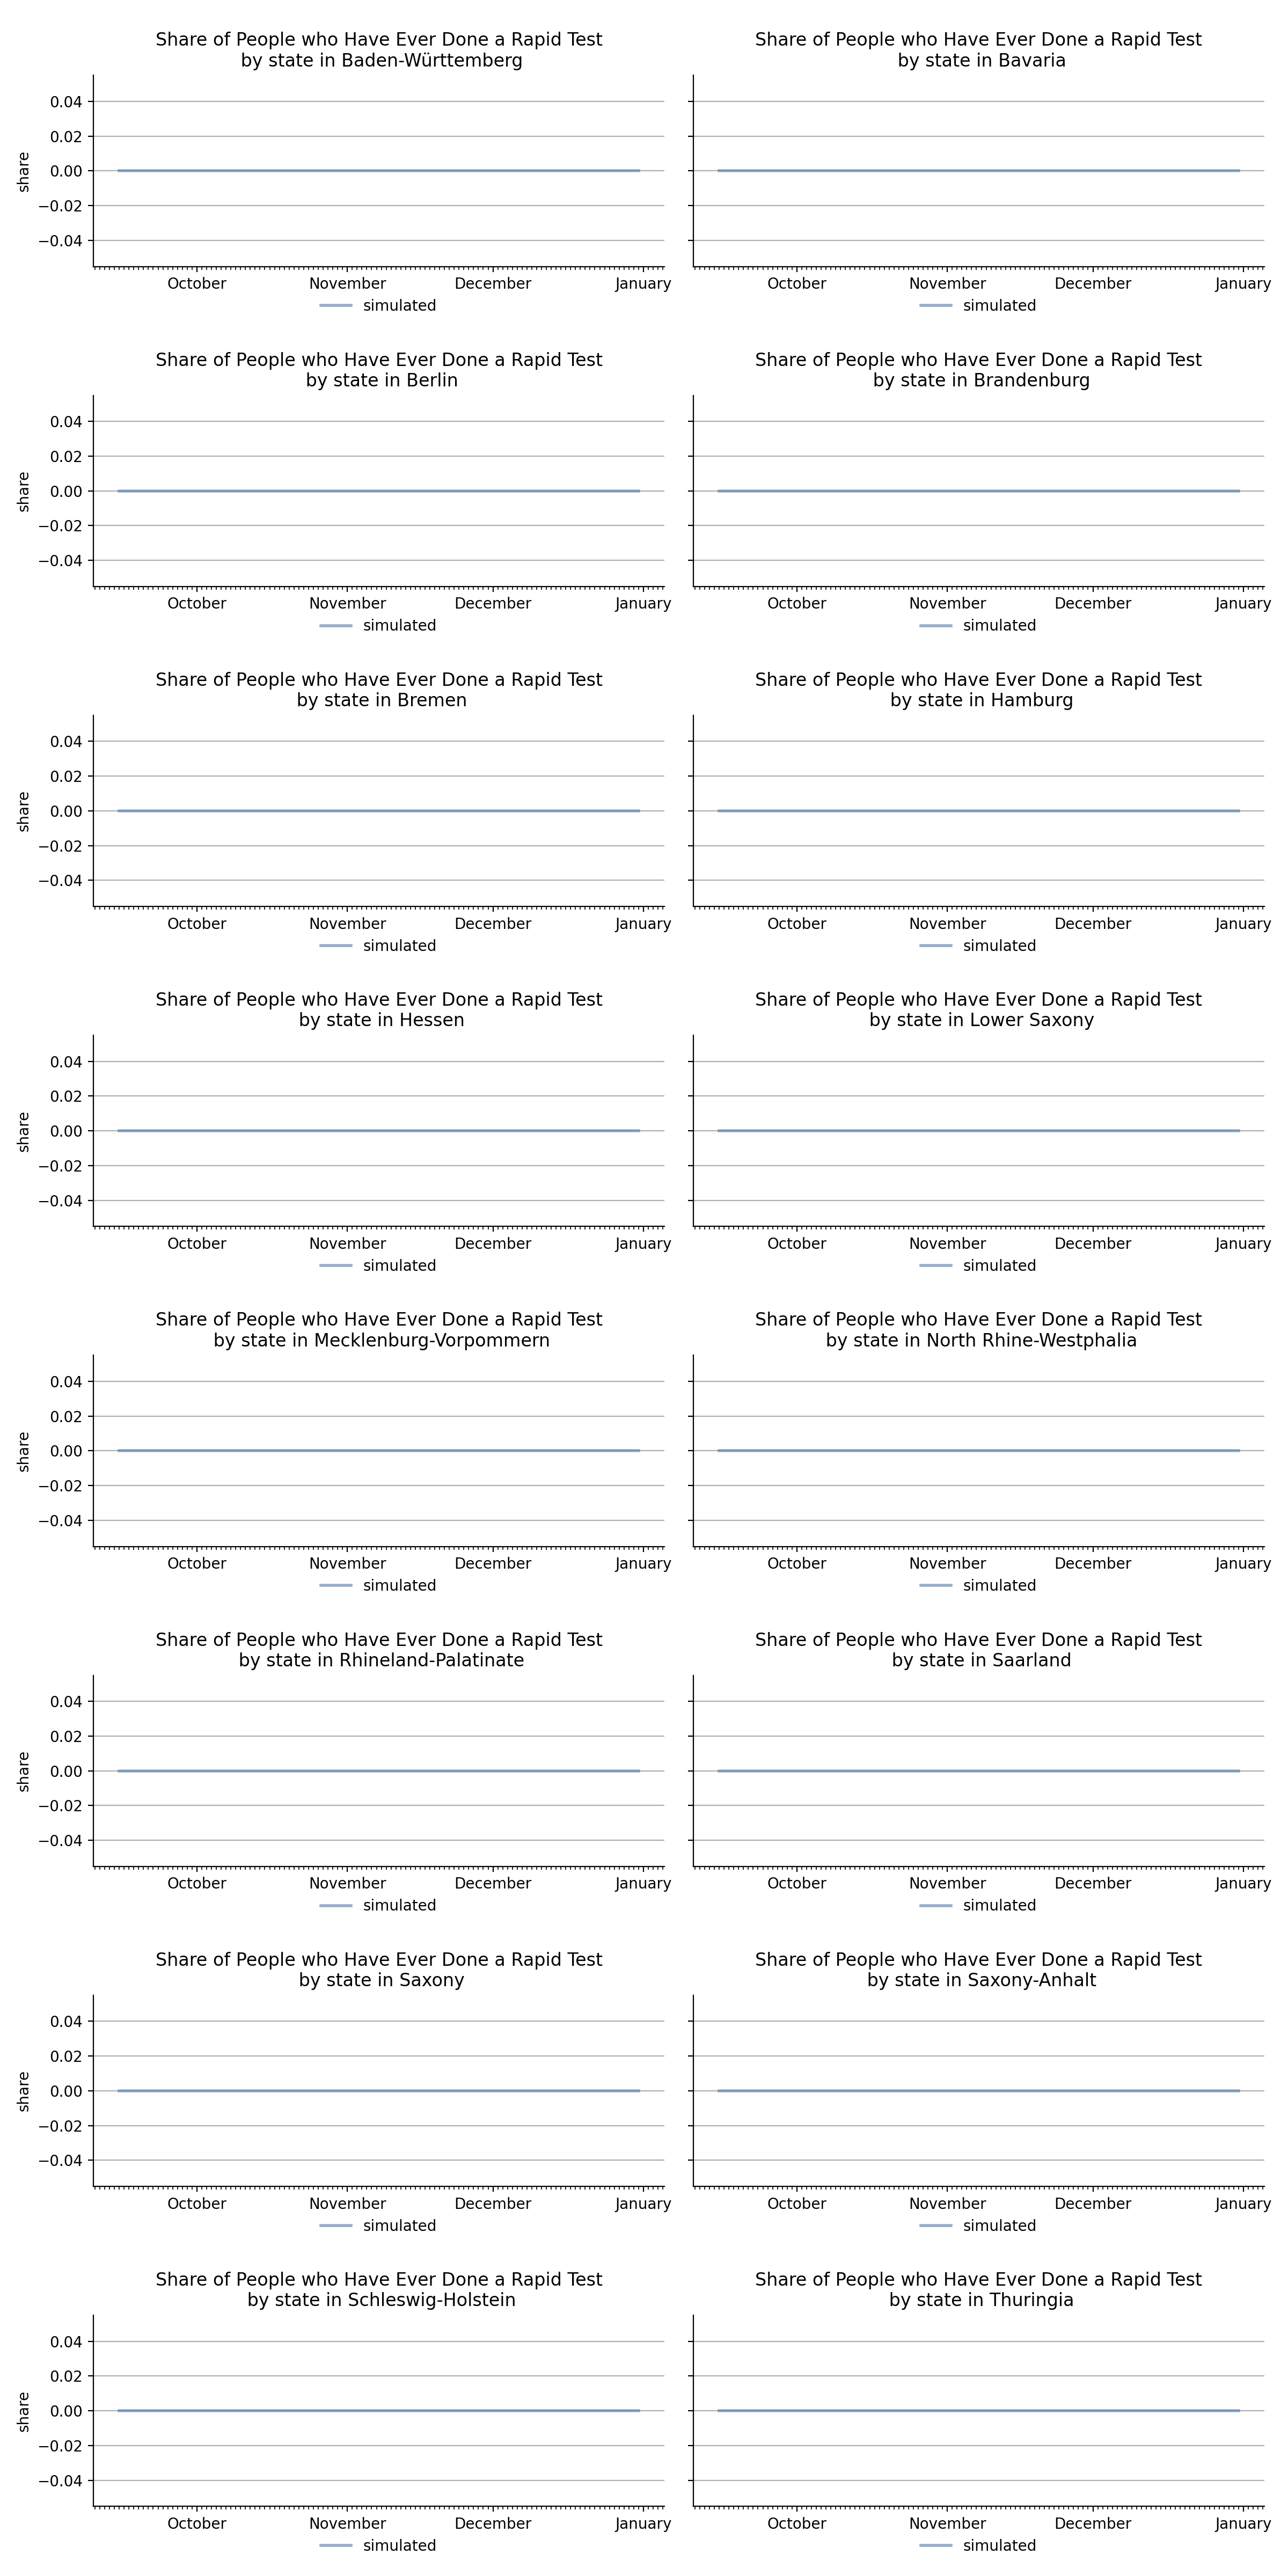 Share of People who Have Ever Done a Rapid Test
by state in Baden-Württemberg
share
0.04
0.02
0.00
−0.02
−0.04
October November December January
simulated
Share of People who Have Ever Done a Rapid Test
by state in Bavaria
October November December January
simulated
Share of People who Have Ever Done a Rapid Test
by state in Berlin
share
0.04
0.02
0.00
−0.02
−0.04
October November December January
simulated
Share of People who Have Ever Done a Rapid Test
by state in Brandenburg
October November December January
simulated
Share of People who Have Ever Done a Rapid Test
by state in Bremen
share
0.04
0.02
0.00
−0.02
−0.04
October November December January
simulated
Share of People who Have Ever Done a Rapid Test
by state in Hamburg
October November December January
simulated
Share of People who Have Ever Done a Rapid Test
by state in Hessen
share
0.04
0.02
0.00
−0.02
−0.04
October November December January
simulated
Share of People who Have Ever Done a Rapid Test
by state in Lower Saxony
October November December January
simulated
Share of People who Have Ever Done a Rapid Test
by state in Mecklenburg-Vorpommern
share
0.04
0.02
0.00
−0.02
−0.04
October November December January
simulated
Share of People who Have Ever Done a Rapid Test
by state in North Rhine-Westphalia
October November December January
simulated
Share of People who Have Ever Done a Rapid Test
by state in Rhineland-Palatinate
share
0.04
0.02
0.00
−0.02
−0.04
October November December January
simulated
Share of People who Have Ever Done a Rapid Test
by state in Saarland
October November December January
simulated
Share of People who Have Ever Done a Rapid Test
by state in Saxony
share
0.04
0.02
0.00
−0.02
−0.04
October November December January
simulated
Share of People who Have Ever Done a Rapid Test
by state in Saxony-Anhalt
October November December January
simulated
Share of People who Have Ever Done a Rapid Test
by state in Schleswig-Holstein
share
0.04
0.02
0.00
−0.02
−0.04
October November December January
simulated
Share of People who Have Ever Done a Rapid Test
by state in Thuringia
October November December January
simulated